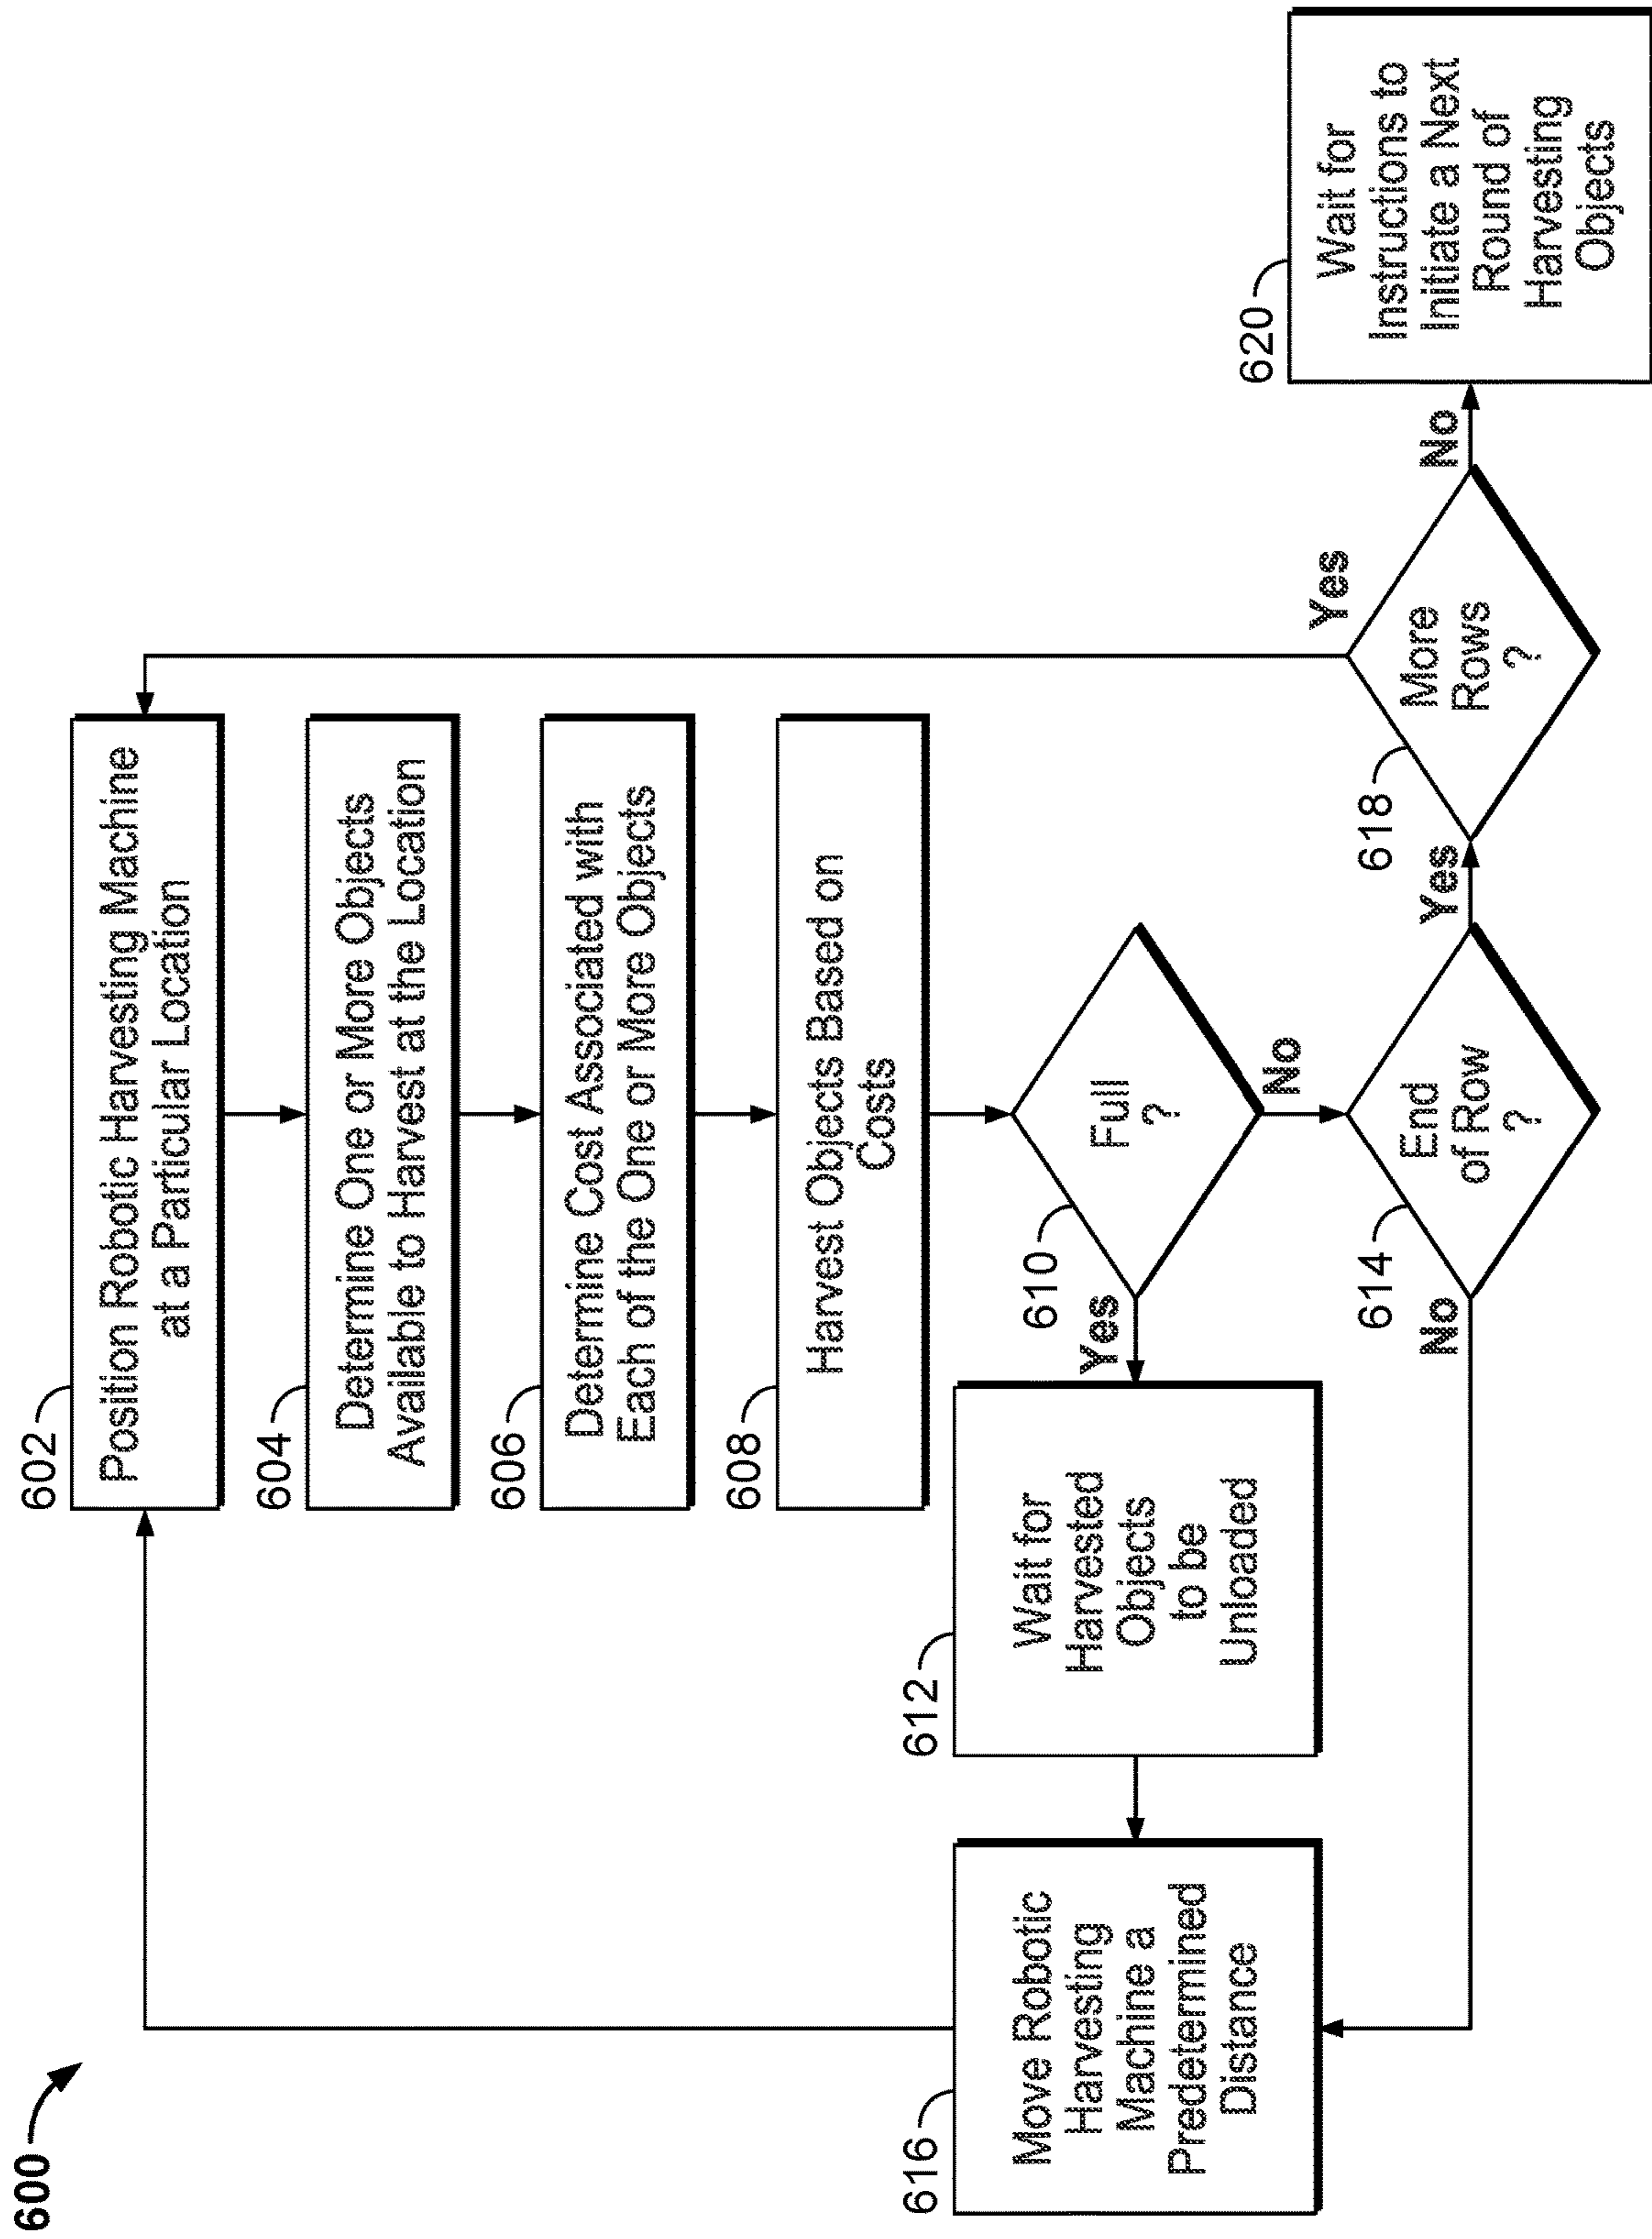 600
602
Position Robotic Harvesting Machine
at a Particular Location
604
Determine One or More Objects
Available to Harvest at the Location
606
Determine Cost Associated with
Each of the One or More Objects
608
Harvest Objects Based on
Costs
610
Full
?
Yes
No
612
Wait for
Harvested
Objects
to be
Unloaded
616
Move Robotic
Harvesting
Machine a
Predetermined
Distance
614
End
of Row
?
No
Yes
618
More
Rows
?
Yes
No
620
Wait for
Instructions to
Initiate a Next
Round of
Harvesting
Objects